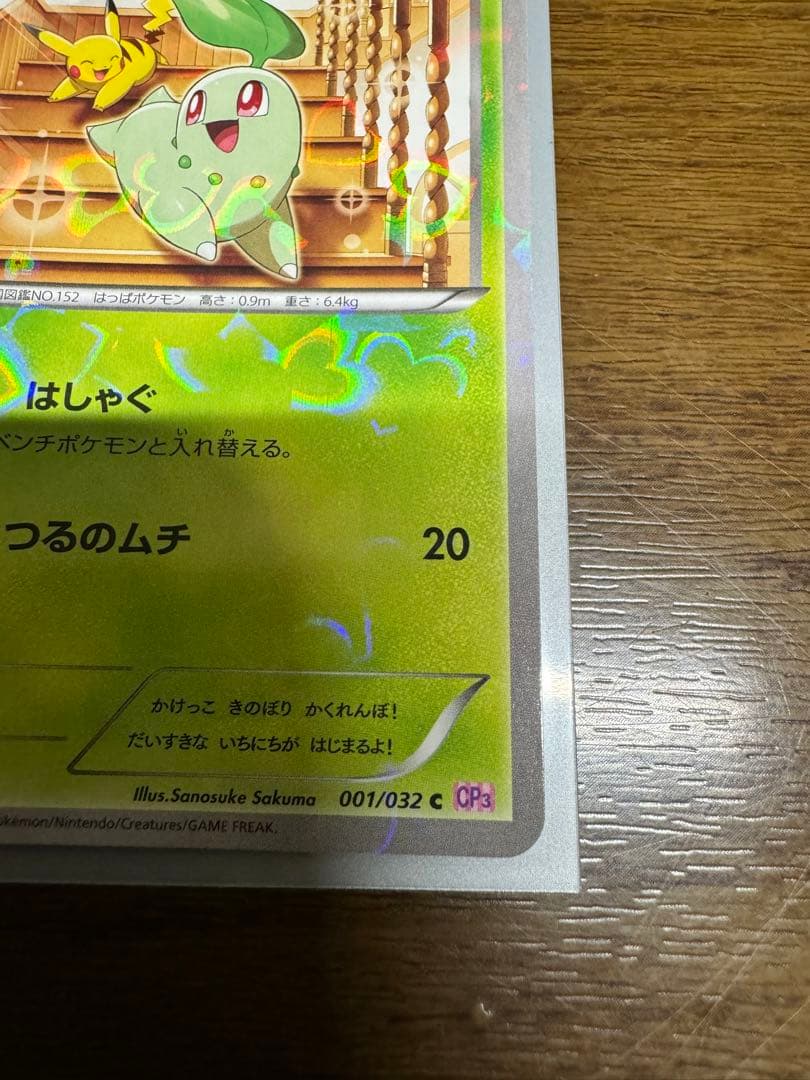 図鑑NO.152 はっぱポケモン 高さ:0.9m 重さ:6.4kg
はしゃぐ
ベンチポケモンと入れ替える。
つるのムチ 20
かけっこ きのぼり かくれんぼ!
だいすきな いちにちが はじまるよ!
Illus.Sanosuke Sakuma 001/032 C CP3
okémon/Nintendo/Creatures/GAME FREAK.